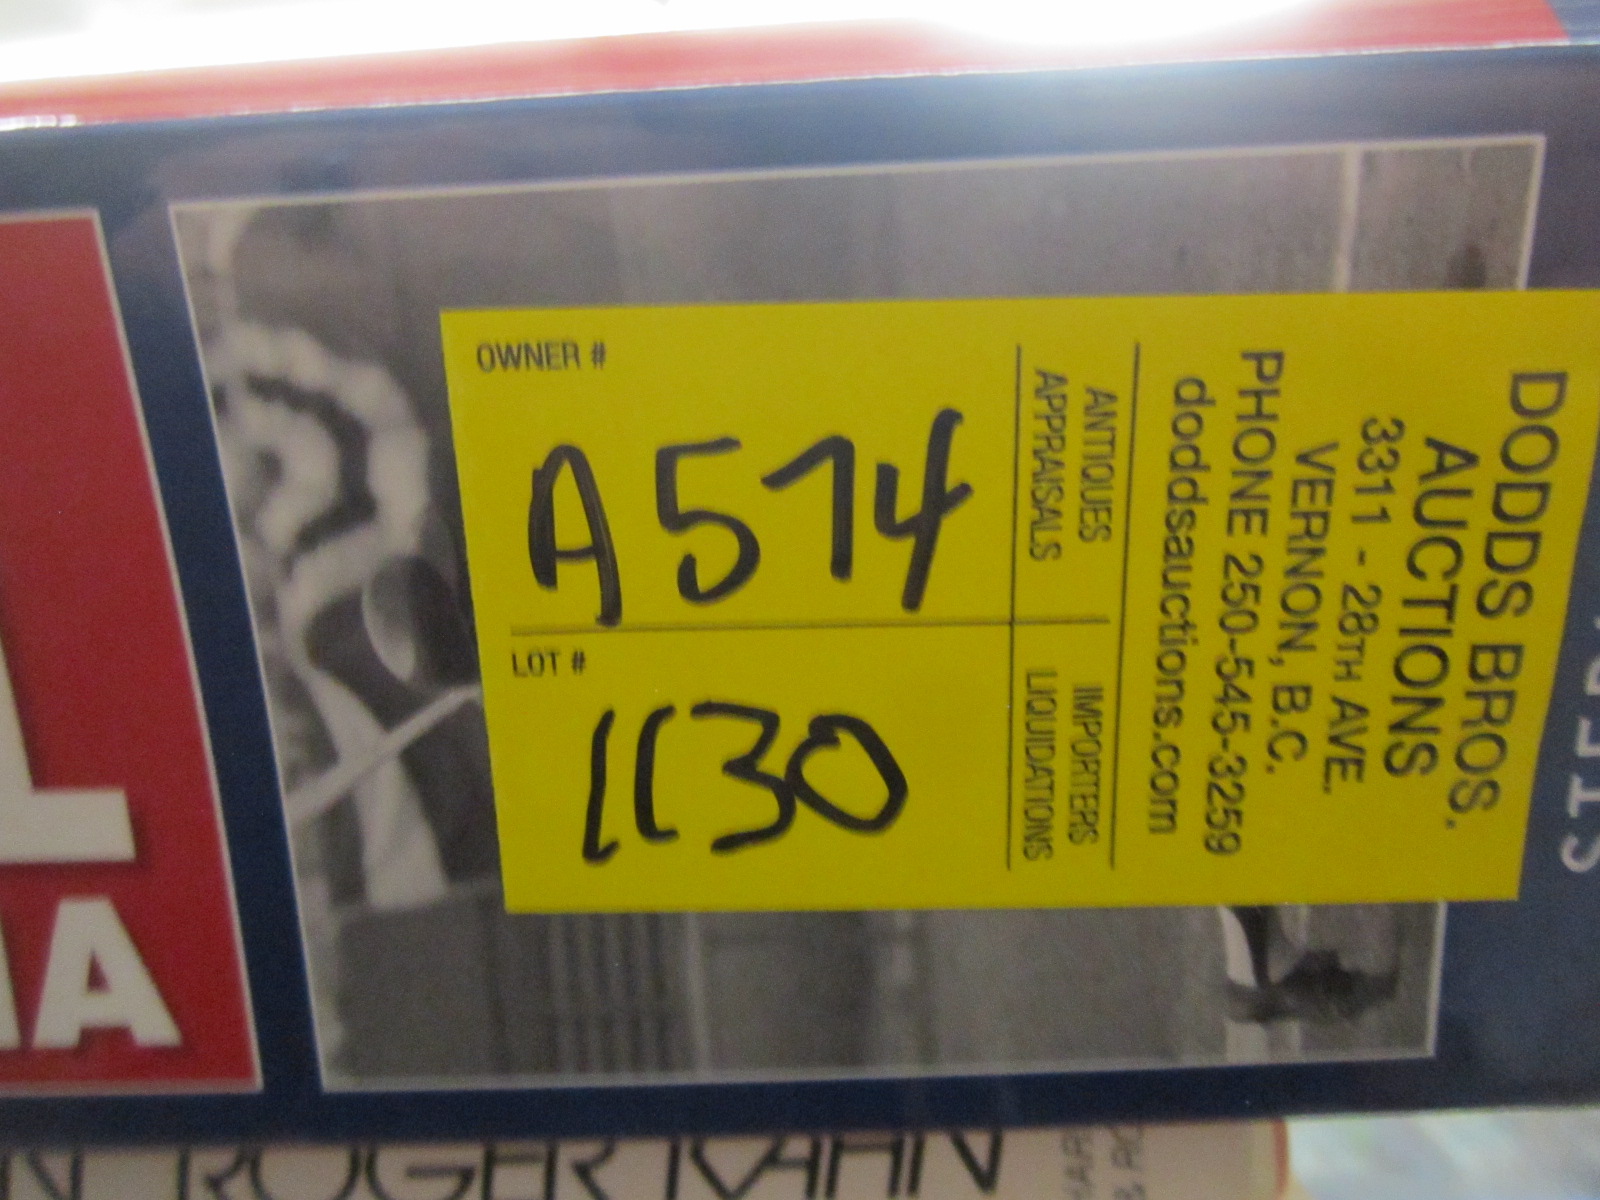 DODDS BROS.
AUCTIONS
3311 - 28TH AVE.
VERNON, B.C.
PHONE 250-545-3259
doddsauctions.com
ANTIQUES IMPORTERS
APPRAISALS LIQUIDATIONS
OWNER #
A574
LOT #
1130
ROGER KAHN